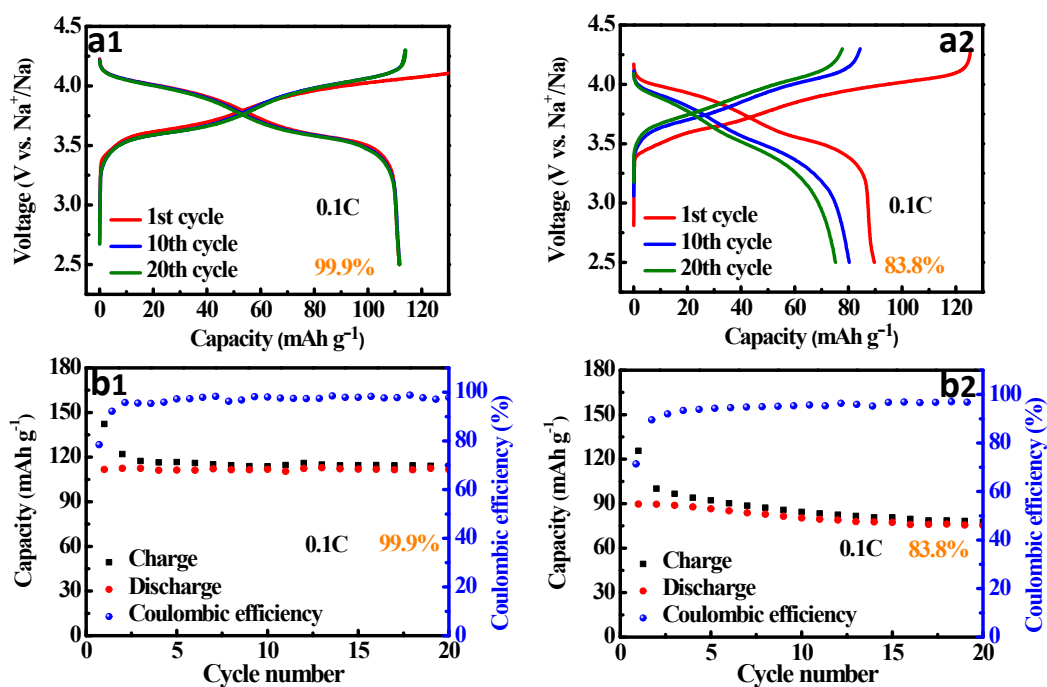 a1
4.5
4.0
3.5
3.0
2.5
Voltage (V vs. Na⁺/Na)
0.1C
1st cycle
10th cycle
20th cycle
99.9%
0 20 40 60 80 100 120
Capacity (mAh g⁻¹)
a2
4.5
4.0
3.5
3.0
2.5
Voltage (V vs. Na⁺/Na)
0.1C
1st cycle
10th cycle
20th cycle
83.8%
0 20 40 60 80 100 120
Capacity (mAh g⁻¹)
b1
180
150
120
90
60
30
0
Capacity (mAh g⁻¹)
100
80
60
40
20
0
Coulombic efficiency (%)
0.1C 99.9%
Charge
Discharge
Coulombic efficiency
0 5 10 15 20
Cycle number
b2
180
150
120
90
60
30
0
Capacity (mAh g⁻¹)
100
80
60
40
20
0
Coulombic efficiency (%)
0.1C 83.8%
Charge
Discharge
Coulombic efficiency
0 5 10 15 20
Cycle number